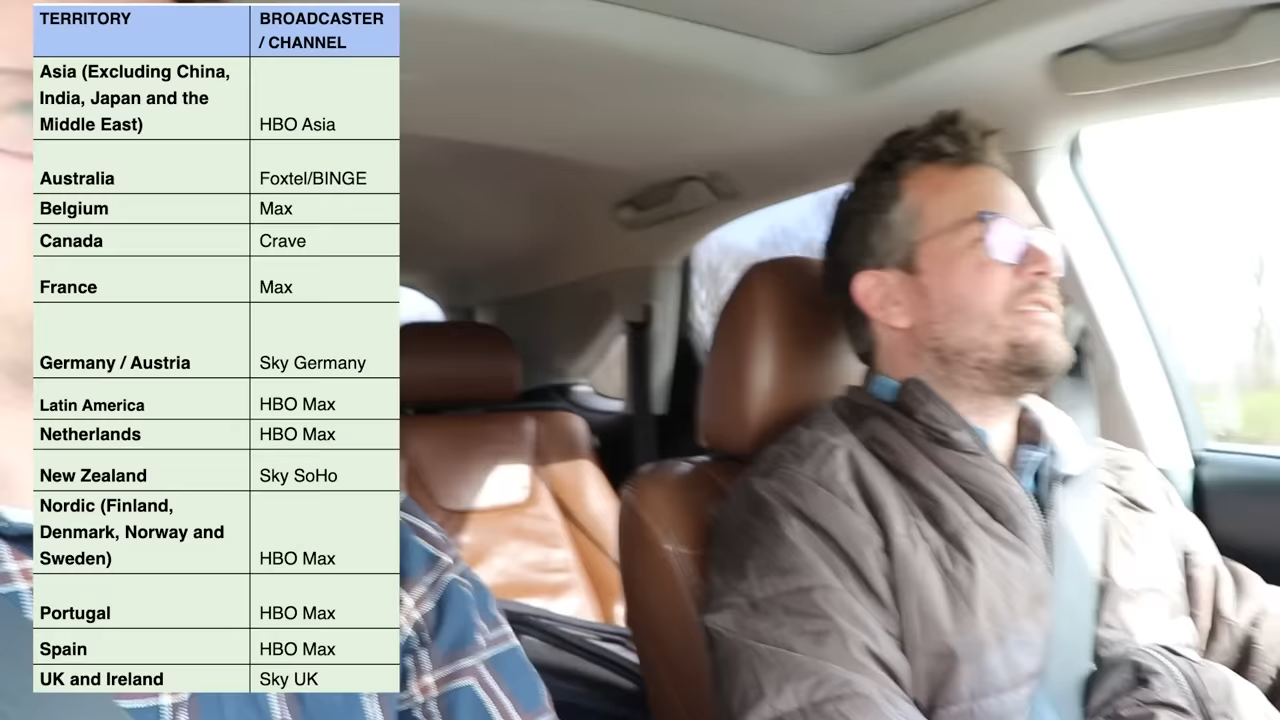 TERRITORY
BROADCASTER
/ CHANNEL
Asia (Excluding China,
India, Japan and the
Middle East)
HBO Asia
Australia
Foxtel/BINGE
Belgium
Max
Canada
Crave
France
Max
Germany / Austria
Sky Germany
Latin America
HBO Max
Netherlands
HBO Max
New Zealand
Sky SoHo
Nordic (Finland,
Denmark, Norway and
Sweden)
HBO Max
Portugal
HBO Max
Spain
HBO Max
UK and Ireland
Sky UK